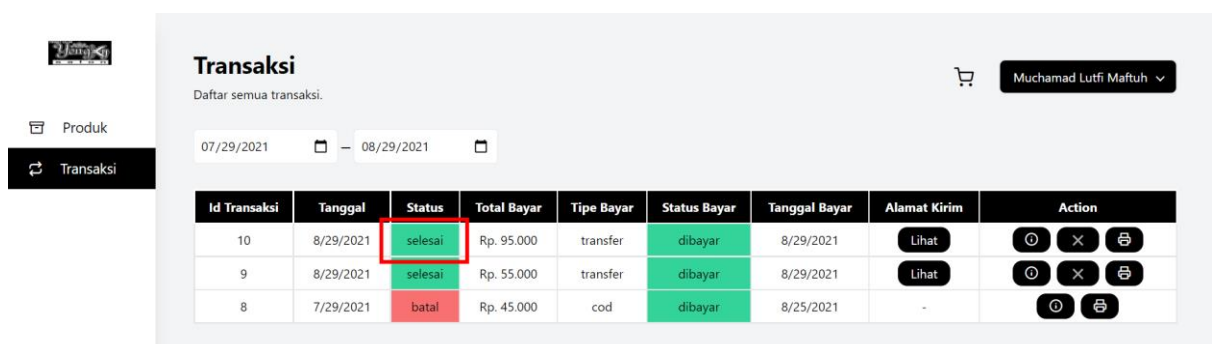 Yongki
Transaksi
Daftar semua transaksi.
Muchamad Lutfi Maftuh
Produk
Transaksi
07/29/2021 – 08/29/2021
Id Transaksi Tanggal Status Total Bayar Tipe Bayar Status Bayar Tanggal Bayar Alamat Kirim Action
10 8/29/2021 selesai Rp. 95.000 transfer dibayar 8/29/2021 Lihat
9 8/29/2021 selesai Rp. 55.000 transfer dibayar 8/29/2021 Lihat
8 7/29/2021 batal Rp. 45.000 cod dibayar 8/25/2021 -